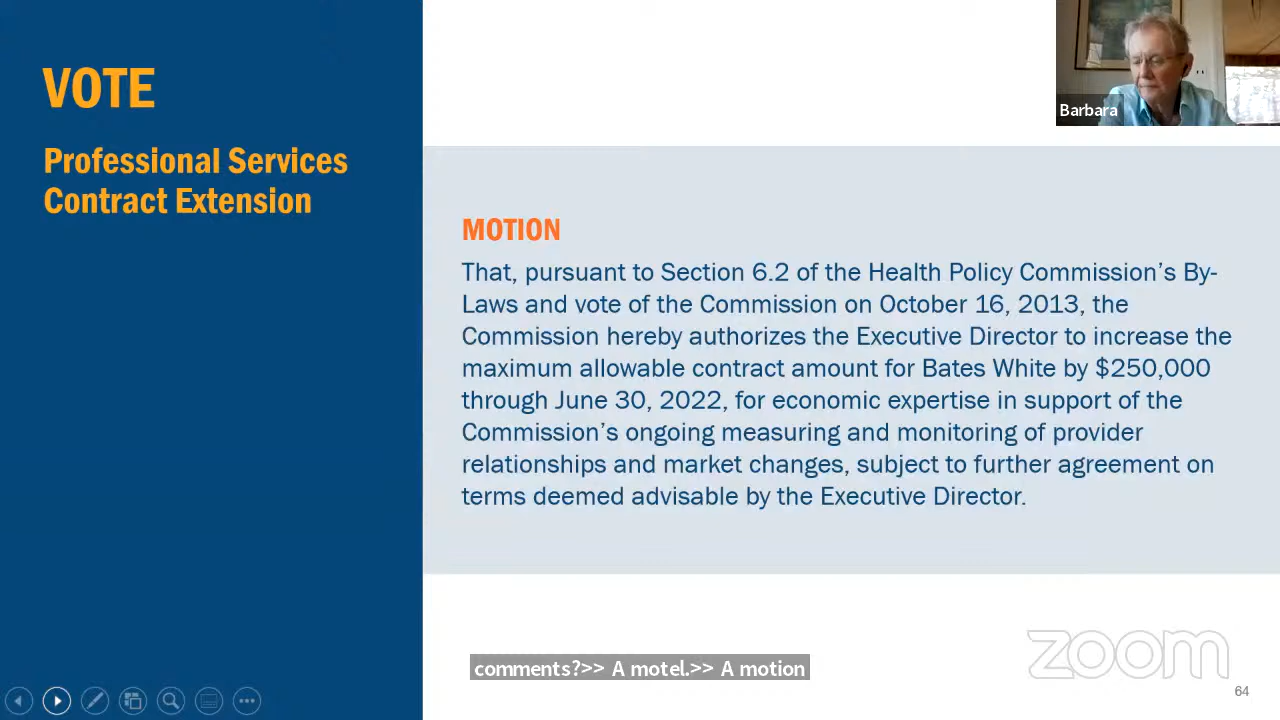 VOTE
Professional Services
Contract Extension
Barbara
MOTION
That, pursuant to Section 6.2 of the Health Policy Commission's By-
Laws and vote of the Commission on October 16, 2013, the
Commission hereby authorizes the Executive Director to increase the
maximum allowable contract amount for Bates White by $250,000
through June 30, 2022, for economic expertise in support of the
Commission's ongoing measuring and monitoring of provider
relationships and market changes, subject to further agreement on
terms deemed advisable by the Executive Director.
comments?>> A motel.>> A motion
zoom
64